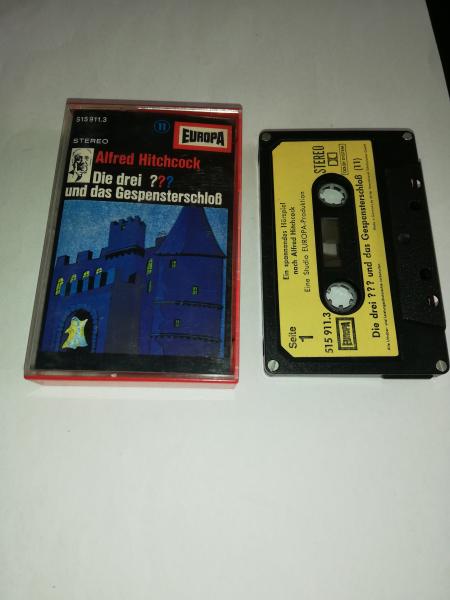 515 911.3
11
EUROPA
STEREO
Alfred Hitchcock
Die drei ???
und das Gespensterschloß
Ein spannendes Hörspiel
nach Alfred Hitchcock
Eine Studio EUROPA-Produktion
STEREO
Seite
1
515 911.3
EUROPA
Die drei ??? und das Gespensterschloß (11)